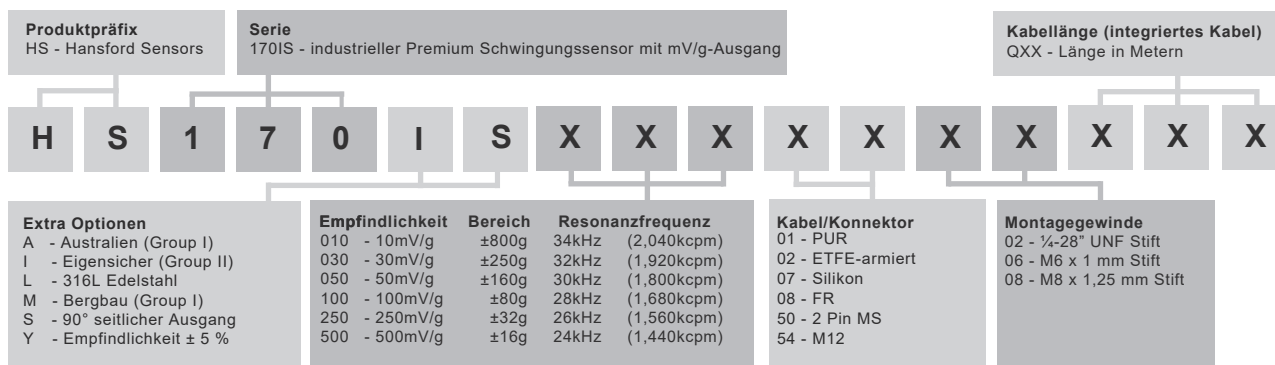 Produktpräfix
HS - Hansford Sensors
Serie
170IS - industrieller Premium Schwingungssensor mit mV/g-Ausgang
Kabellänge (integriertes Kabel)
QXX - Länge in Metern
H S 1 7 0 I S X X X X X X X X X X
Extra Optionen
A - Australien (Group I)
I - Eigensicher (Group II)
L - 316L Edelstahl
M - Bergbau (Group I)
S - 90° seitlicher Ausgang
Y - Empfindlichkeit ± 5 %
Empfindlichkeit Bereich Resonanzfrequenz
010 - 10mV/g ±800g 34kHz (2,040kcpm)
030 - 30mV/g ±250g 32kHz (1,920kcpm)
050 - 50mV/g ±160g 30kHz (1,800kcpm)
100 - 100mV/g ±80g 28kHz (1,680kcpm)
250 - 250mV/g ±32g 26kHz (1,560kcpm)
500 - 500mV/g ±16g 24kHz (1,440kcpm)
Kabel/Konnektor
01 - PUR
02 - ETFE-armiert
07 - Silikon
08 - FR
50 - 2 Pin MS
54 - M12
Montagegewinde
02 - ¼-28” UNF Stift
06 - M6 x 1 mm Stift
08 - M8 x 1,25 mm Stift